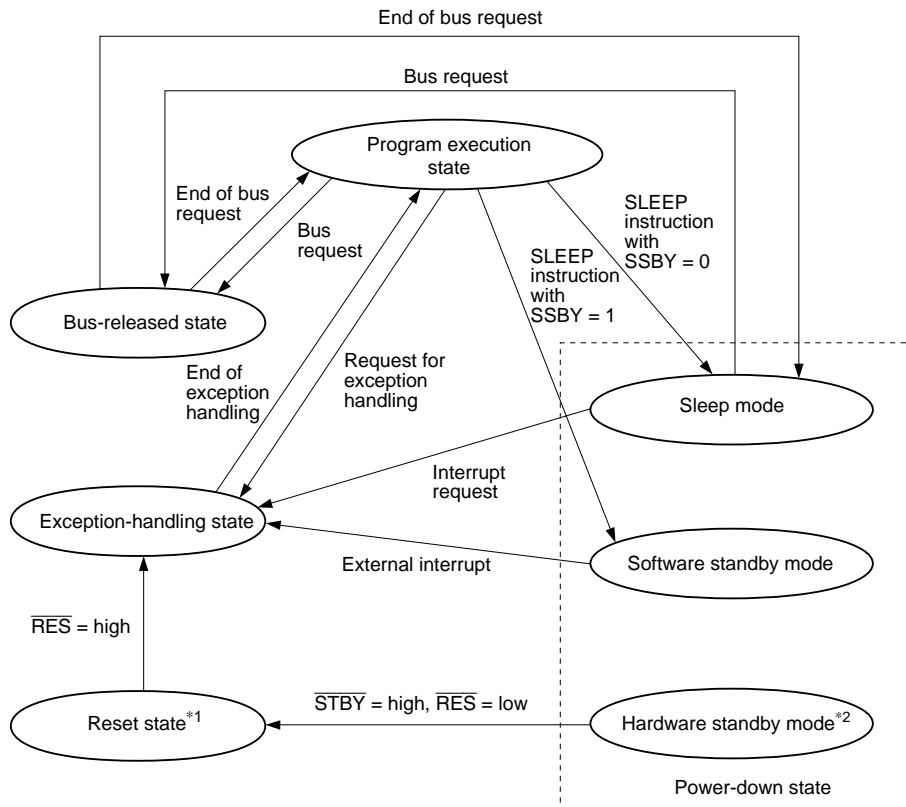 End of bus request
Bus request
Program execution
state
End of bus
request
Bus
request
SLEEP
instruction
with
SSBY = 0
SLEEP
instruction
with
SSBY = 1
Bus-released state
End of
exception
handling
Request for
exception
handling
Sleep mode
Interrupt
request
Exception-handling state
External interrupt
Software standby mode
R̅E̅S̅ = high
S̅T̅B̅Y̅ = high, R̅E̅S̅ = low
Reset state*1
Hardware standby mode*2
Power-down state